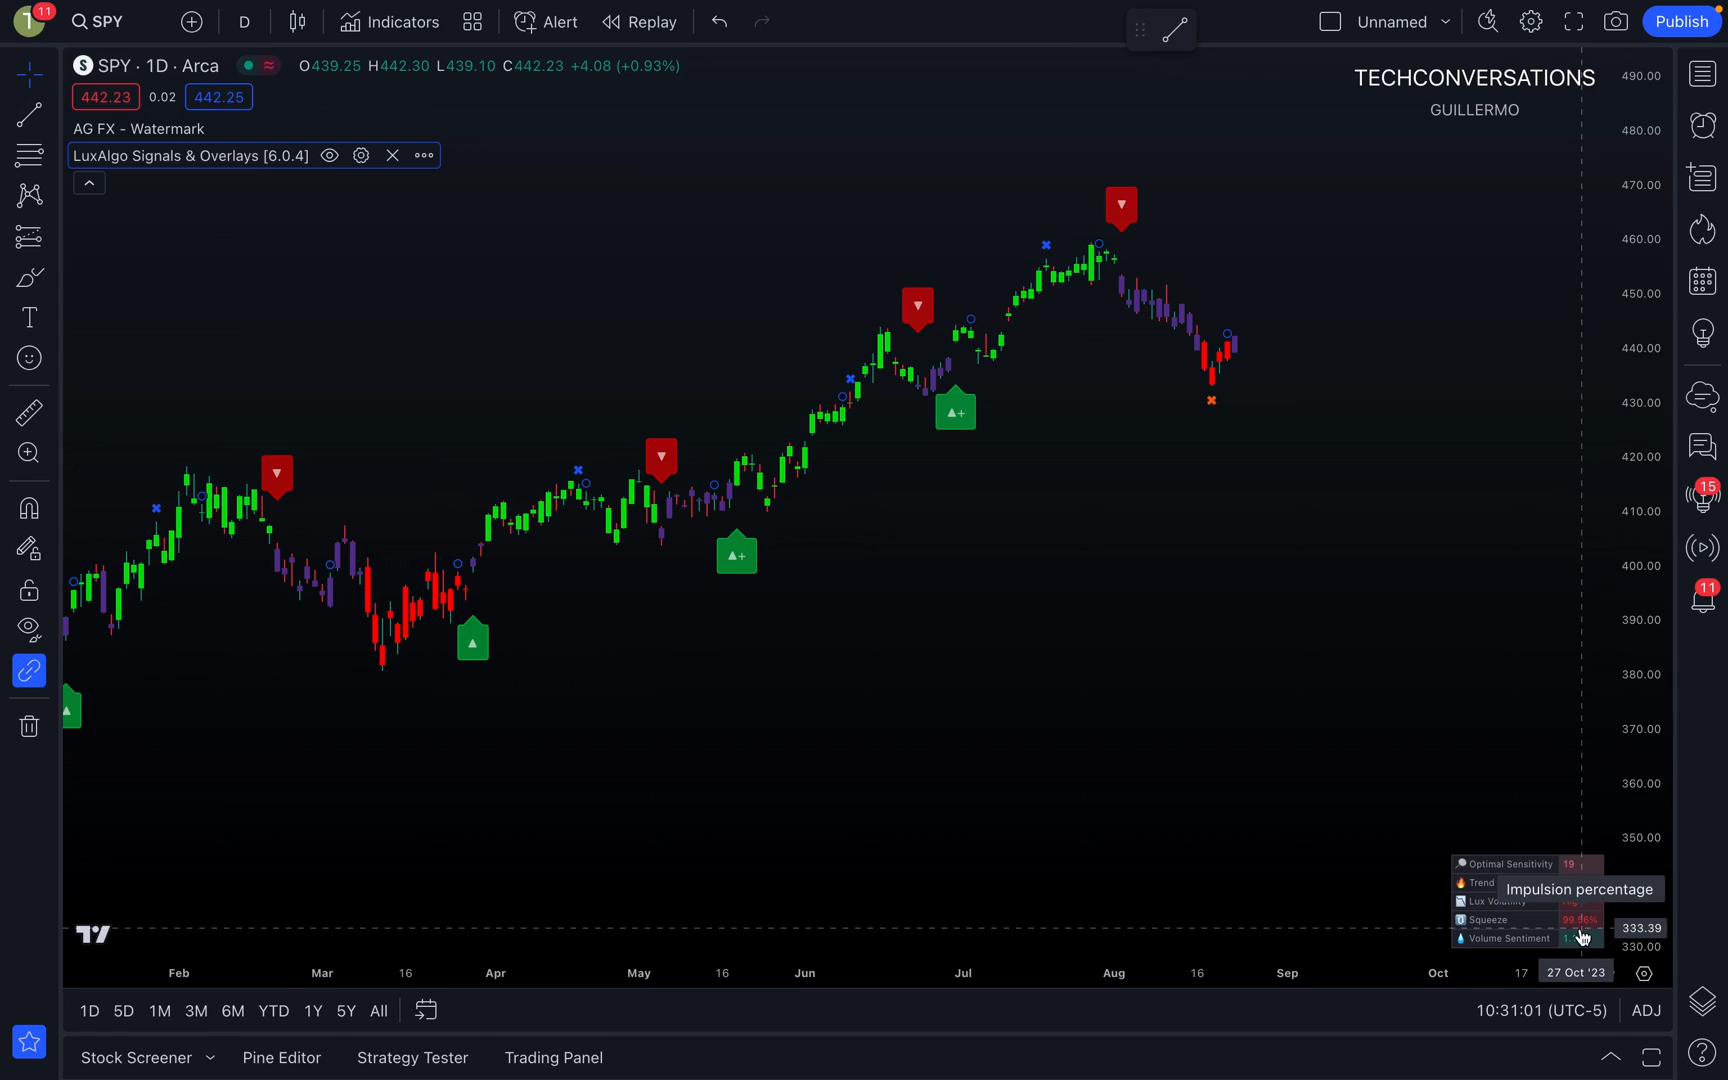 T 11 SPY D Indicators Alert Replay Unnamed Publish
S SPY · 1D · Arca O439.25 H442.30 L439.10 C442.23 +4.08 (+0.93%)
442.23 0.02 442.25
AG FX - Watermark
LuxAlgo Signals & Overlays [6.0.4]
TECHCONVERSATIONS
GUILLERMO
490.00
480.00
470.00
460.00
450.00
440.00
430.00
420.00
410.00
400.00
390.00
380.00
370.00
360.00
350.00
15
11
Optimal Sensitivity 19
Trend
Impulsion percentage
Lux Volatility
Squeeze
Volume Sentiment
333.39
330.00
Feb Mar 16 Apr May 16 Jun Jul Aug 16 Sep Oct 17 27 Oct '23
1D 5D 1M 3M 6M YTD 1Y 5Y All 10:31:01 (UTC-5) ADJ
Stock Screener Pine Editor Strategy Tester Trading Panel